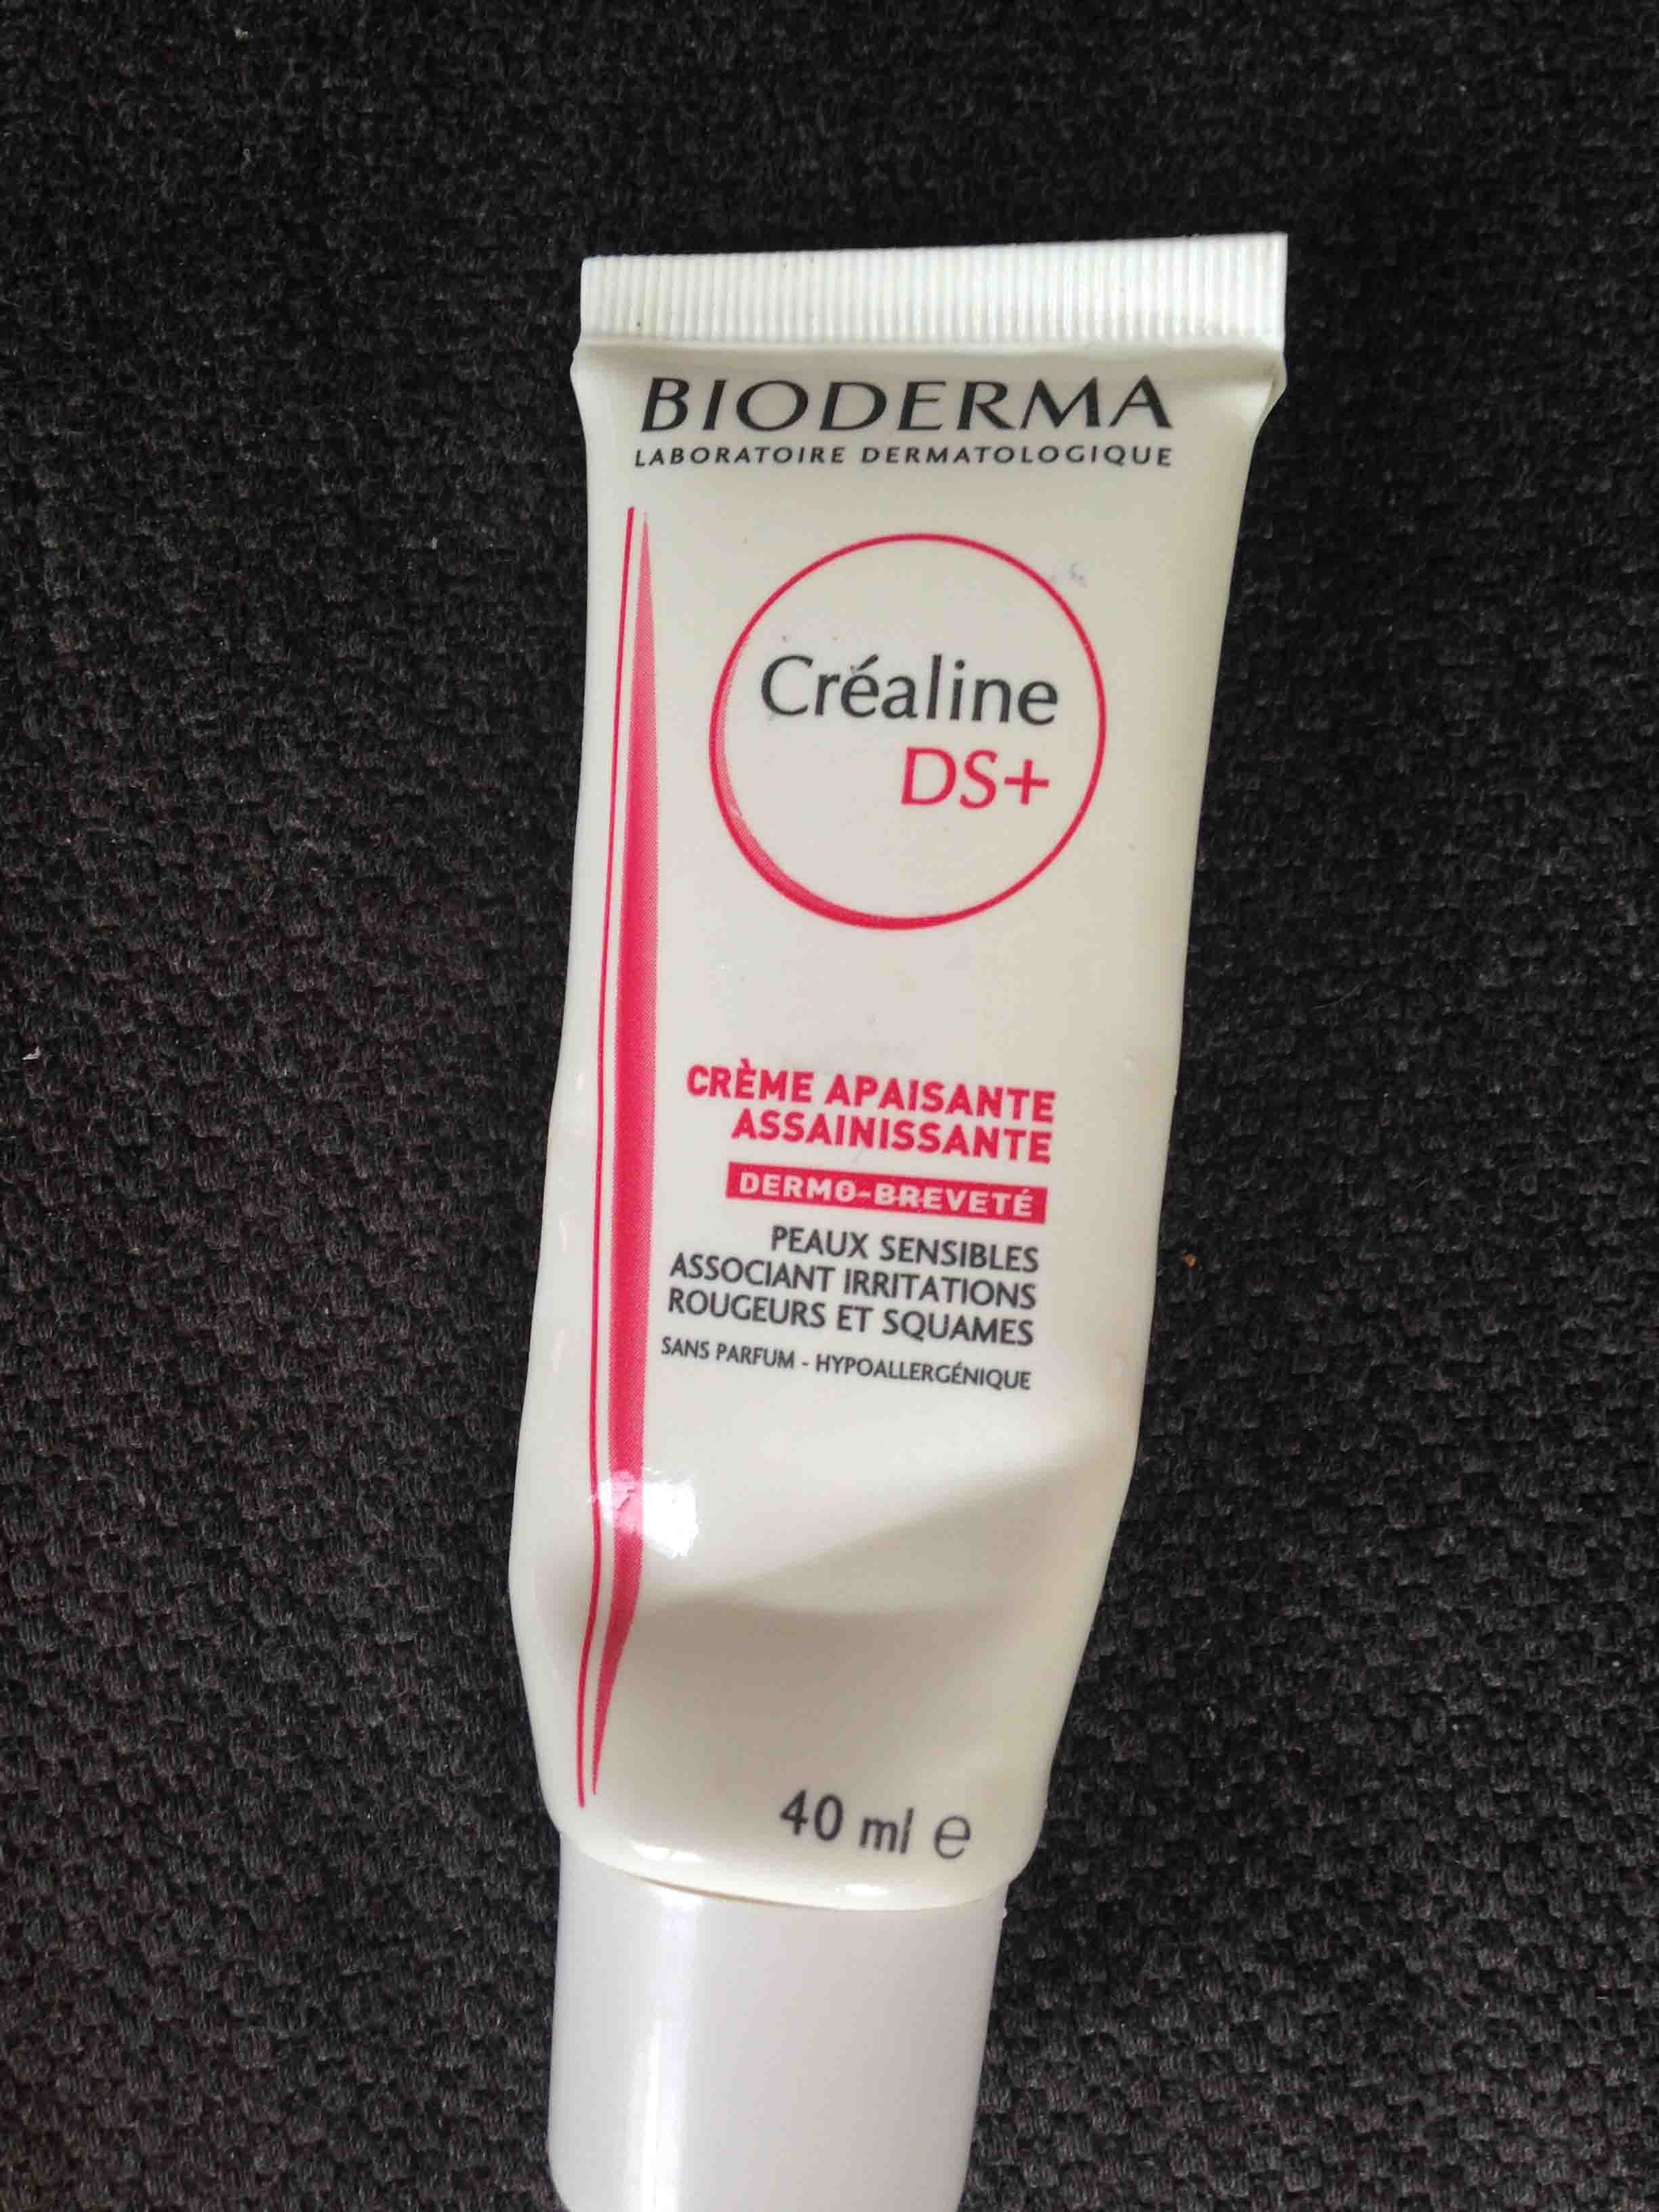 BIODERMA
LABORATOIRE DERMATOLOGIQUE
Créaline
DS+
CRÈME APAISANTE
ASSAINISSANTE
DERMO-BREVETÉ
PEAUX SENSIBLES
ASSOCIANT IRRITATIONS
ROUGEURS ET SQUAMES
SANS PARFUM - HYPOALLERGÉNIQUE
40 ml e